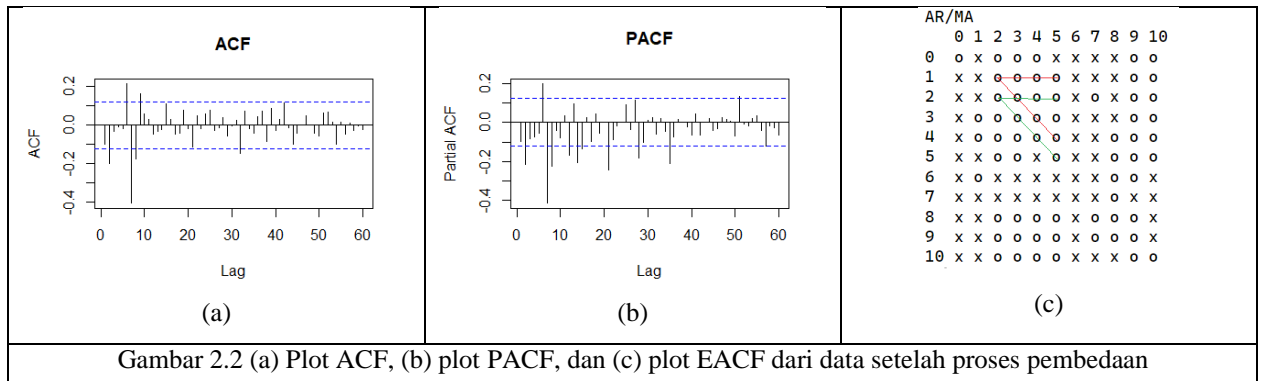 ACF
ACF
0.2
0.0
-0.2
-0.4
0 10 20 30 40 50 60
Lag
(a)
PACF
Partial ACF
0.2
0.0
-0.2
-0.4
0 10 20 30 40 50 60
Lag
(b)
AR/MA
0 1 2 3 4 5 6 7 8 9 10
0 o x o o o x x x x o o
1 x x o o o o x x x o o
2 x x o o o o o x o o o
3 x x o o o o x x o o o
4 x x o o o x x o o o o
5 x x o o o o x x o o o
6 x o x x x x x x x x x
7 x x x x x x x x o x x
8 x x o o o o x o o o x
9 x x o o o o x o o o x
10 x x o o o o x x x o o
(c)
Gambar 2.2 (a) Plot ACF, (b) plot PACF, dan (c) plot EACF dari data setelah proses pembedaan